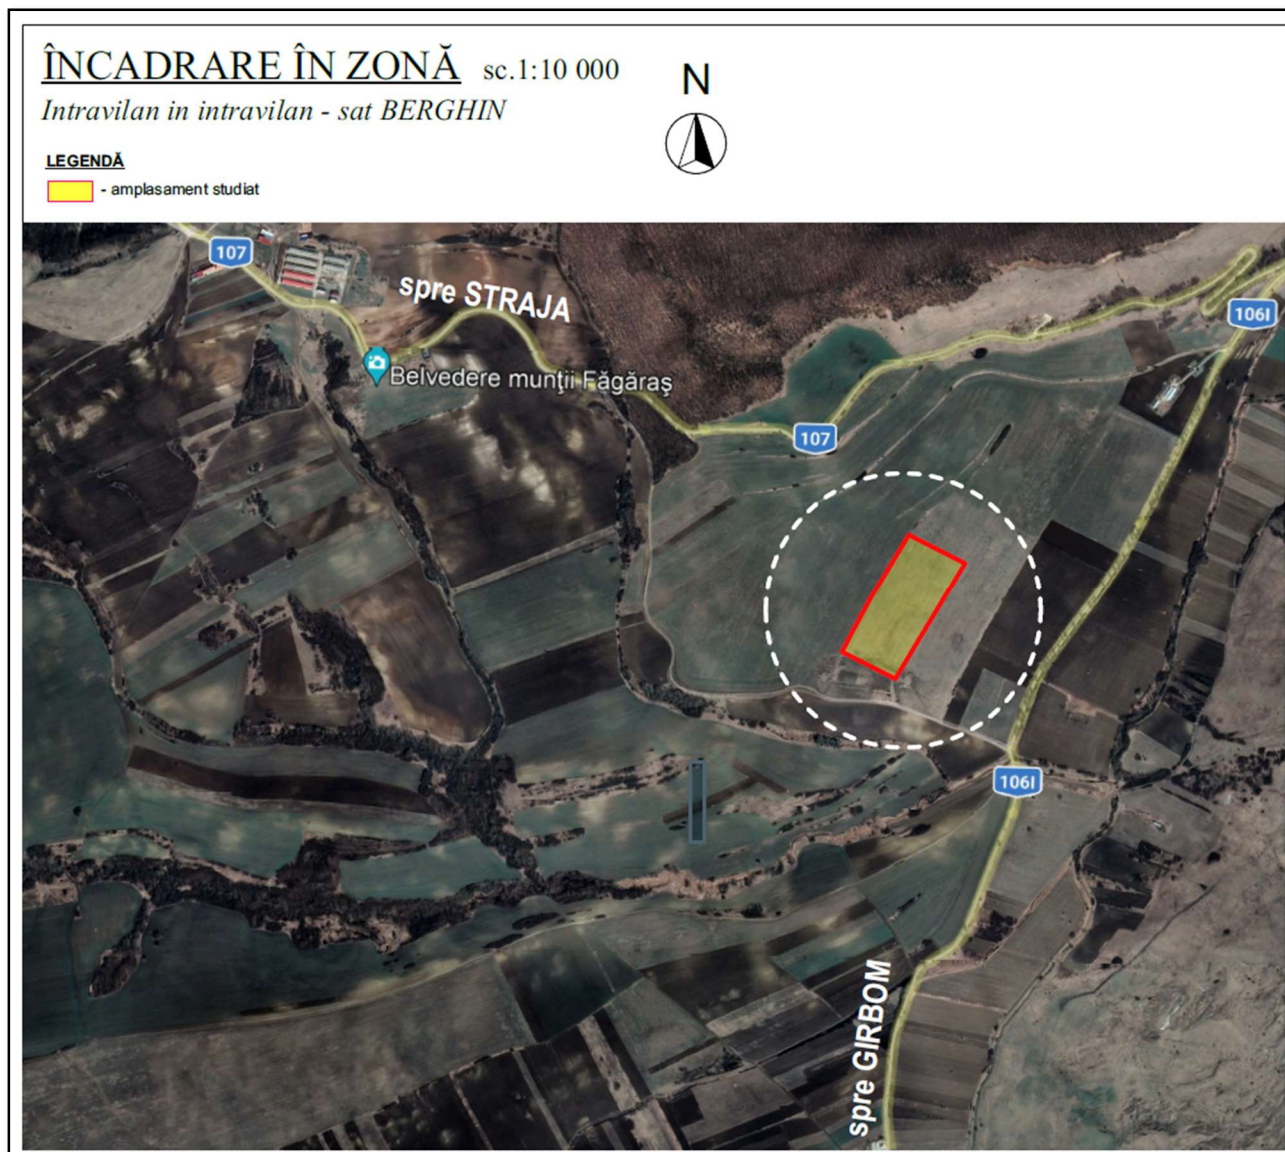 ÎNCADRARE ÎN ZONĂ sc.1:10 000
N
Intravilan in intravilan - sat BERGHIN
LEGENDĂ
- amplasament studiat
107
spre STRAJA
106I
Belvedere munţii Făgăraş
107
106I
spre GIRBOM